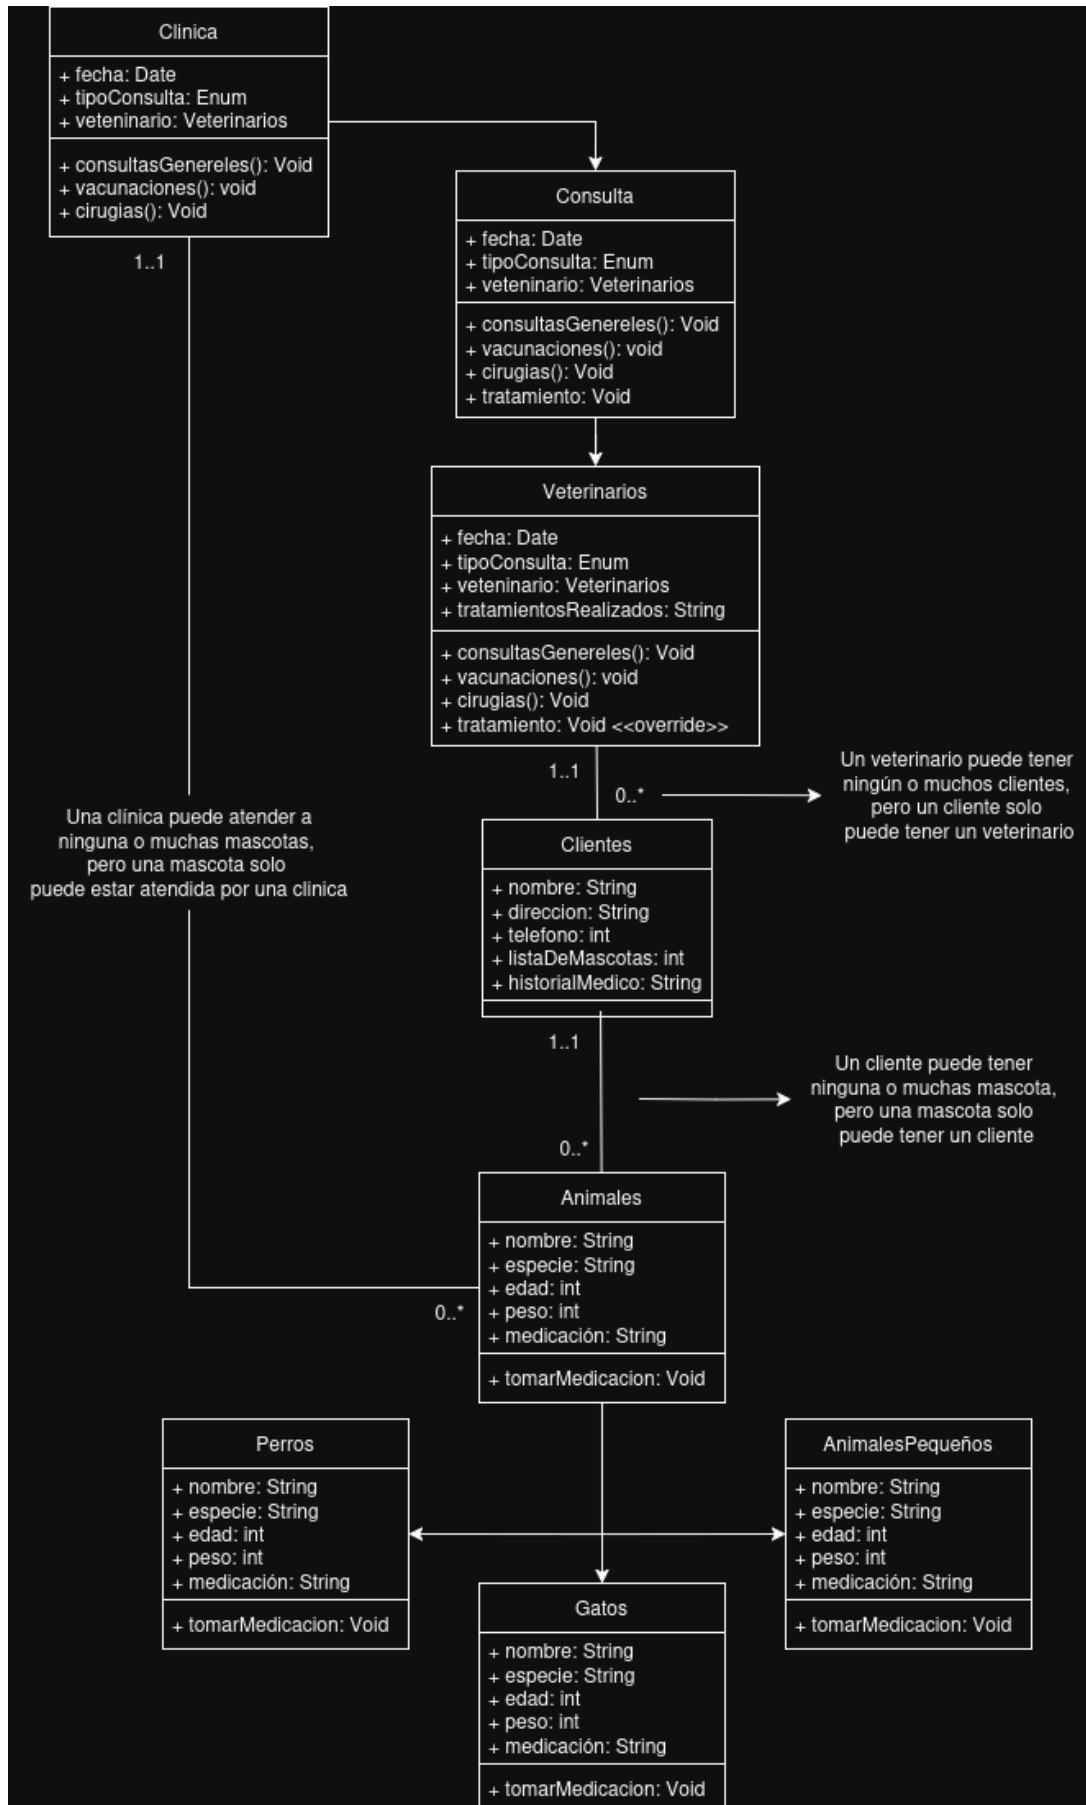 Clinica
+ fecha: Date
+ tipoConsulta: Enum
+ veteninario: Veterinarios
+ consultasGenereles(): Void
+ vacunaciones(): void
+ cirugias(): Void
1..1
Consulta
+ fecha: Date
+ tipoConsulta: Enum
+ veteninario: Veterinarios
+ consultasGenereles(): Void
+ vacunaciones(): void
+ cirugias(): Void
+ tratamiento: Void
Veterinarios
+ fecha: Date
+ tipoConsulta: Enum
+ veteninario: Veterinarios
+ tratamientosRealizados: String
+ consultasGenereles(): Void
+ vacunaciones(): void
+ cirugias(): Void
+ tratamiento: Void <<override>>
1..1
0..*
Un veterinario puede tener
ningún o muchos clientes,
pero un cliente solo
puede tener un veterinario
Una clínica puede atender a
ninguna o muchas mascotas,
pero una mascota solo
puede estar atendida por una clinica
Clientes
+ nombre: String
+ direccion: String
+ telefono: int
+ listaDeMascotas: int
+ historialMedico: String
1..1
Un cliente puede tener
ninguna o muchas mascota,
pero una mascota solo
puede tener un cliente
0..*
Animales
+ nombre: String
+ especie: String
+ edad: int
+ peso: int
+ medicación: String
+ tomarMedicacion: Void
0..*
Perros
+ nombre: String
+ especie: String
+ edad: int
+ peso: int
+ medicación: String
+ tomarMedicacion: Void
AnimalesPequeños
+ nombre: String
+ especie: String
+ edad: int
+ peso: int
+ medicación: String
+ tomarMedicacion: Void
Gatos
+ nombre: String
+ especie: String
+ edad: int
+ peso: int
+ medicación: String
+ tomarMedicacion: Void